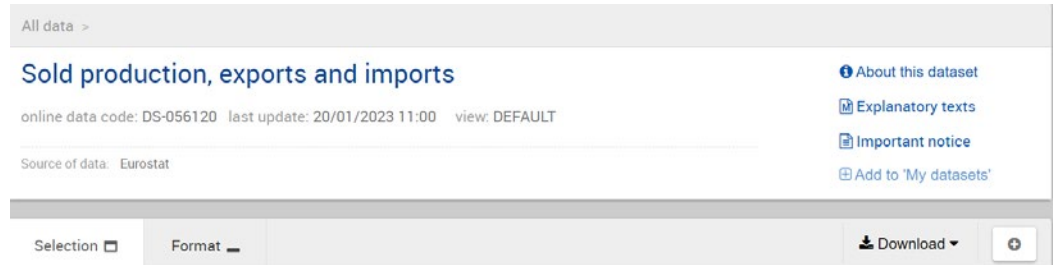 All data >
Sold production, exports and imports
online data code: DS-056120 last update: 20/01/2023 11:00 view: DEFAULT
Source of data: Eurostat
About this dataset
Explanatory texts
Important notice
Add to 'My datasets'
Selection
Format
Download